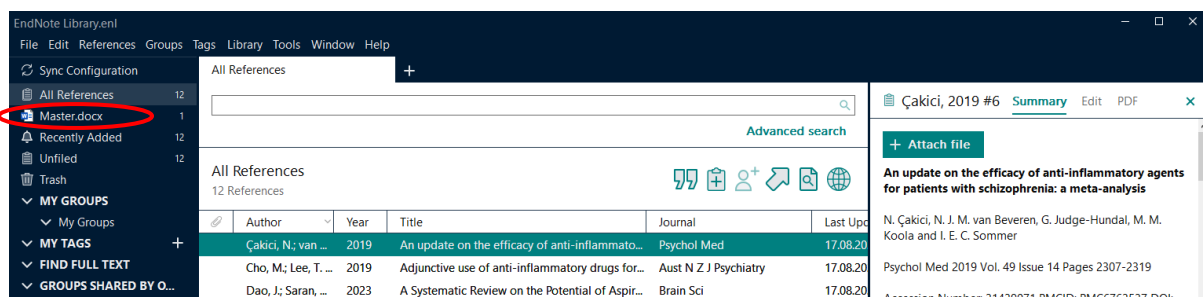 EndNote Library.enl
File Edit References Groups Tags Library Tools Window Help
Sync Configuration
All References 12
Master.docx 1
Recently Added 12
Unfiled 12
Trash
MY GROUPS
My Groups
MY TAGS +
FIND FULL TEXT
GROUPS SHARED BY O...
All References +
Advanced search
All References
12 References
Author Year Title Journal Last Upd
Çakici, N.; van ... 2019 An update on the efficacy of anti-inflammato... Psychol Med 17.08.20
Cho, M.; Lee, T. ... 2019 Adjunctive use of anti-inflammatory drugs for... Aust N Z J Psychiatry 17.08.20
Dao, J.; Saran, ... 2023 A Systematic Review on the Potential of Aspir... Brain Sci 17.08.20
Çakici, 2019 #6 Summary Edit PDF
+ Attach file
An update on the efficacy of anti-inflammatory agents
for patients with schizophrenia: a meta-analysis
N. Çakici, N. J. M. van Beveren, G. Judge-Hundal, M. M.
Koola and I. E. C. Sommer
Psychol Med 2019 Vol. 49 Issue 14 Pages 2307-2319